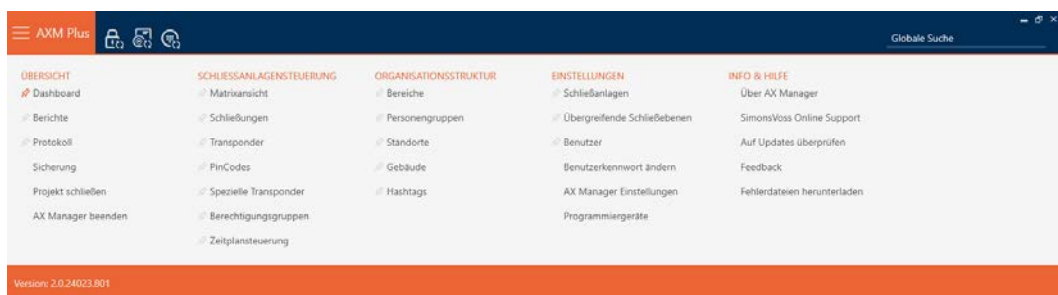 AXM Plus
Globale Suche
ÜBERSICHT
Dashboard
Berichte
Protokoll
Sicherung
Projekt schließen
AX Manager beenden
SCHLIESSANLAGENSTEUERUNG
Matrixansicht
Schließungen
Transponder
PinCodes
Spezielle Transponder
Berechtigungsgruppen
Zeitplansteuerung
ORGANISATIONSSTRUKTUR
Bereiche
Personengruppen
Standorte
Gebäude
Hashtags
EINSTELLUNGEN
Schließanlagen
Übergreifende Schließebenen
Benutzer
Benutzerkennwort ändern
AX Manager Einstellungen
Programmiergeräte
INFO & HILFE
Über AX Manager
SimonsVoss Online Support
Auf Updates überprüfen
Feedback
Fehlerdateien herunterladen
Version: 2.0.24023.801